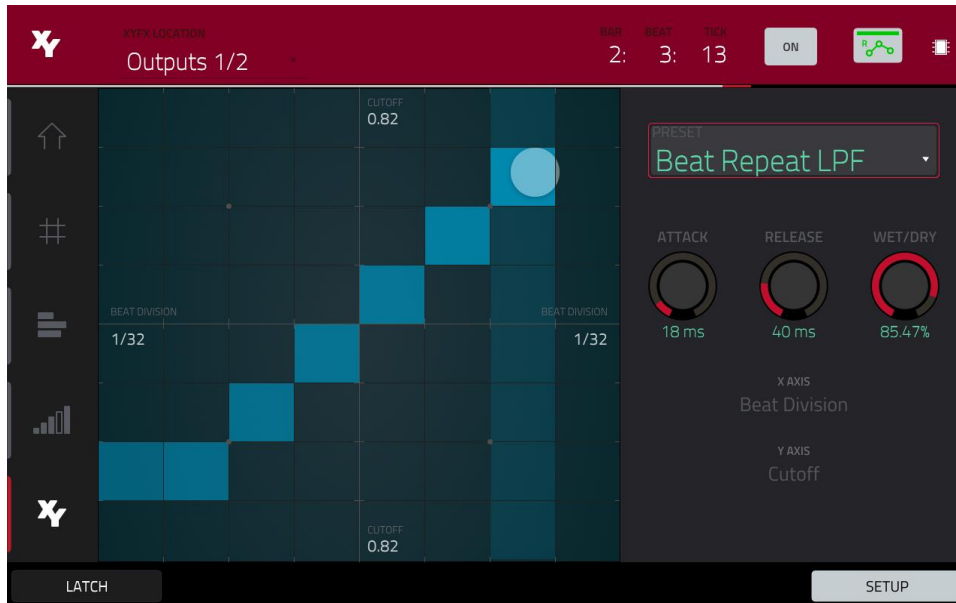 XY
XYFX LOCATION
Outputs 1/2
BAR BEAT TICK
2: 3: 13
ON
R
CUTOFF
0.82
PRESET
Beat Repeat LPF
ATTACK RELEASE WET/DRY
18 ms 40 ms 85.47%
BEAT DIVISION
1/32
BEAT DIVISION
1/32
X AXIS
Beat Division
Y AXIS
Cutoff
XY
CUTOFF
0.82
LATCH
SETUP